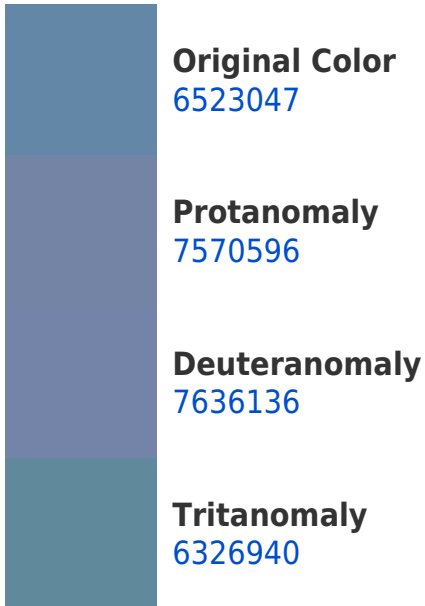 Original Color
6523047
Protanomaly
7570596
Deuteranomaly
7636136
Tritanomaly
6326940